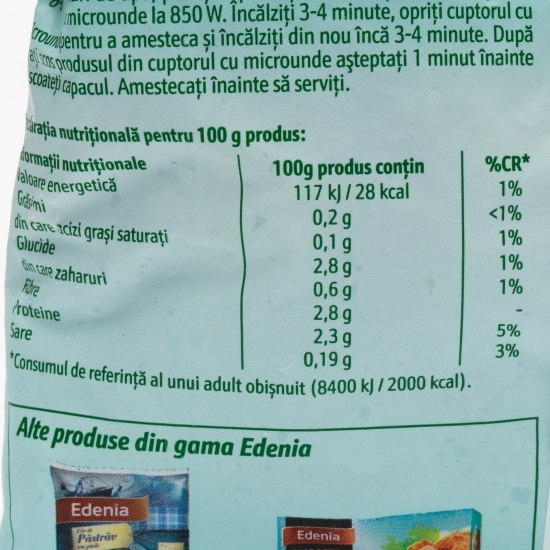 microunde la 850 W. Încălziți 3-4 minute, opriți cuptorul cu
pentru a amesteca și încălziți din nou încă 3-4 minute. După
produsul din cuptorul cu microunde așteptați 1 minut înainte
scoateți capacul. Amestecați înainte să serviți.
nutrițională pentru 100 g produs:
nutriționale 100g produs conțin %CR*
Valoare energetică 117 kJ / 28 kcal 1%
Grăsimi 0,2 g <1%
din care acizi grași saturați 0,1 g 1%
Glucide 2,8 g 1%
din care zaharuri 0,6 g 1%
Fibre 2,8 g -
Proteine 2,3 g 5%
Sare 0,19 g 3%
*Consumul de referință al unui adult obișnuit (8400 kJ / 2000 kcal).
Alte produse din gama Edenia
Edenia
Păstrăv
Edenia